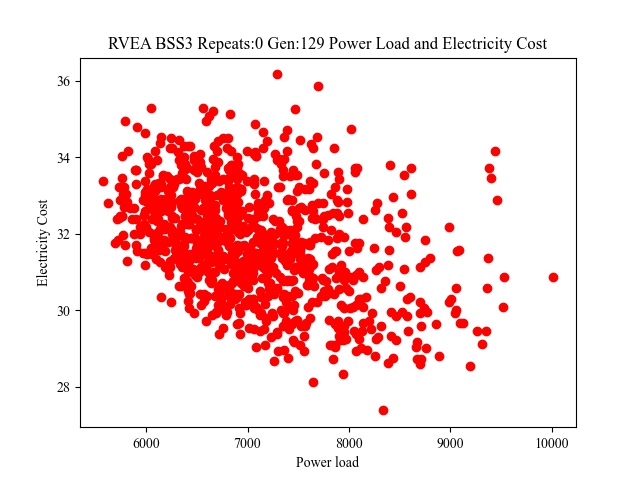 RVEA BSS3 Repeats:0 Gen:129 Power Load and Electricity Cost
36
34
32
30
28
Electricity Cost
6000 7000 8000 9000 10000
Power load